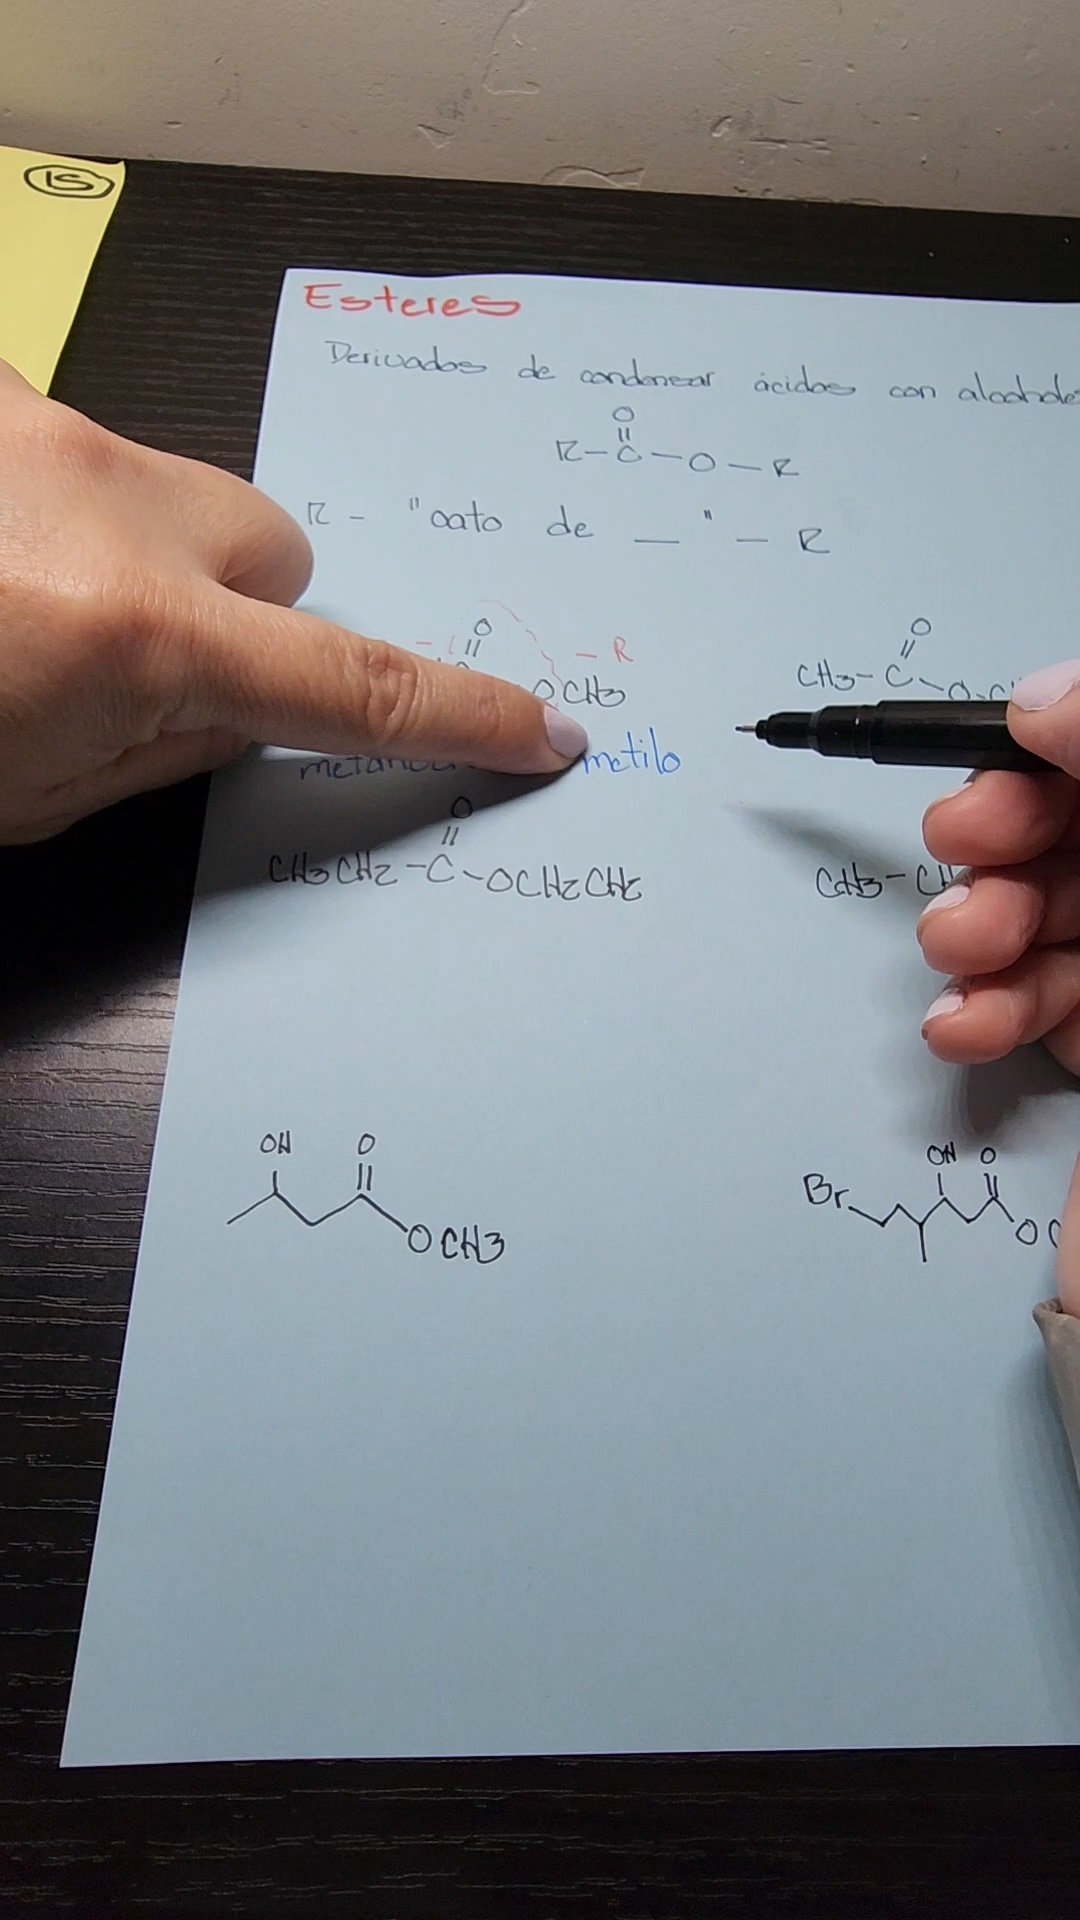 15
Esteres
Derivados de condensar ácidos con alcohole
O
R-C-O-R
R - "oato de __" - R
O - R
OCH3
metilo
O
CH3-C-O-C
O
CH3CH2-C-OCH2CH3
CH3-CH
OH O
OCH3
OH O
Br
O